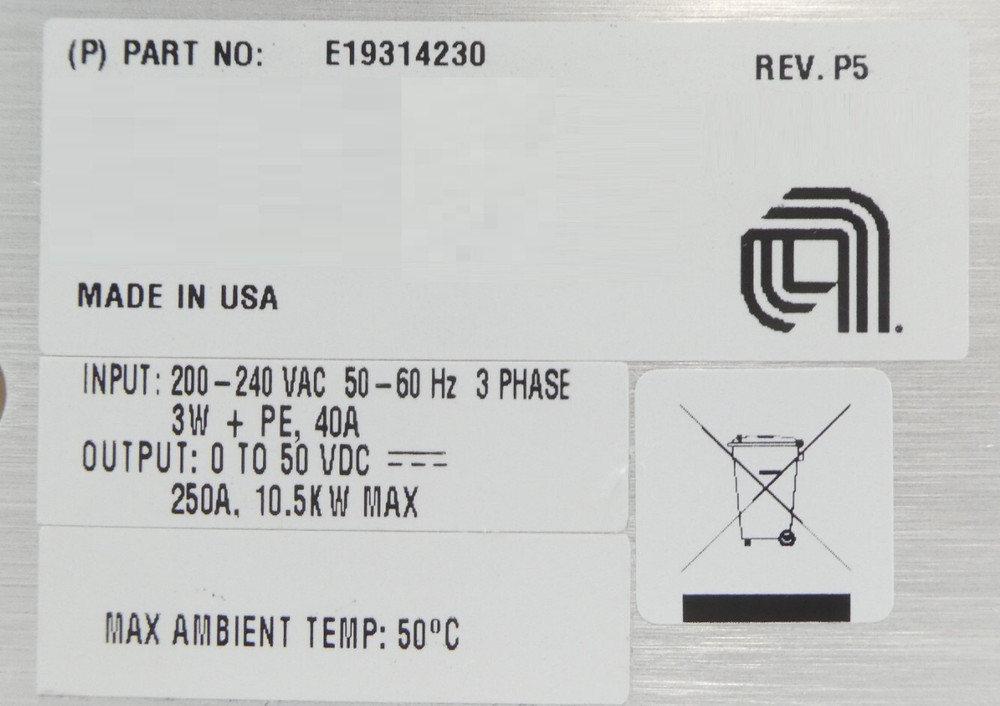 (P) PART NO: E19314230
REV. P5
MADE IN USA
INPUT: 200-240 VAC 50-60 Hz 3 PHASE
3W + PE, 40A
OUTPUT: 0 TO 50 VDC
250A, 10.5KW MAX
MAX AMBIENT TEMP: 50ºC